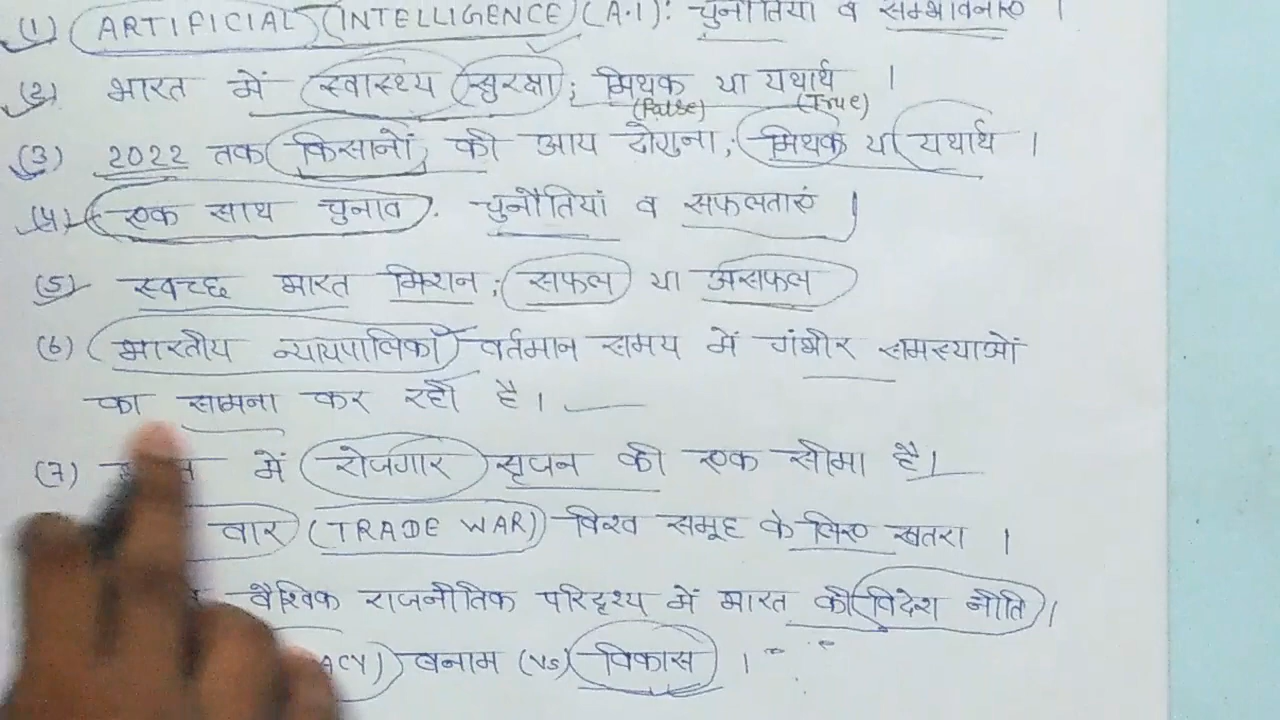 (1) ARTIFICIAL (INTELLIGENCE) (A.I): चुनौतियां व सम्भावनाएं ।
(2) भारत में स्वास्थ्य सुरक्षा ; मिथक या यथार्थ ।
(False) (True)
(3) 2022 तक किसानों की आय दोगुना, मिथक या यथार्थ ।
(4) एक साथ चुनाव . चुनौतियां व सफलताएं ।
(5) स्वच्छ भारत मिशन ; सफल या असफल
(6) भारतीय न्यायपालिका वर्तमान समय में गंभीर समस्याओं
का सामना कर रही है ।
(7) में रोजगार सृजन की एक सीमा है ।
वार (TRADE WAR) विश्व समूह के लिए खतरा ।
वैश्विक राजनीतिक परिदृश्य में भारत की विदेश नीति ।
ACY) बनाम (Vs) विकास ।